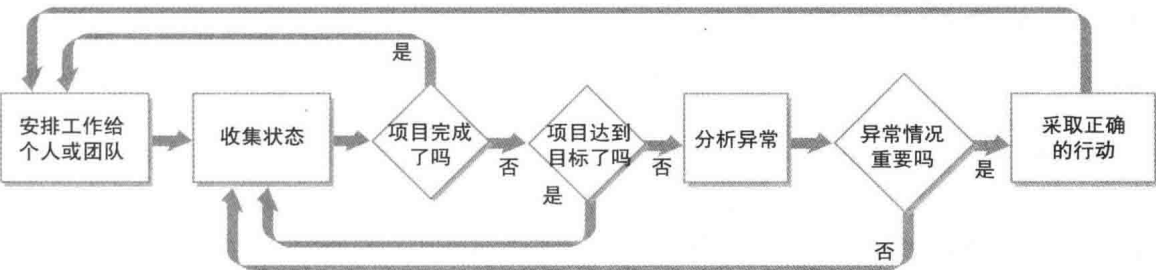 是
安排工作给
个人或团队
收集状态
项目完成
了吗
否
项目达到
目标了吗
是
否
分析异常
异常情况
重要吗
是
否
采取正确
的行动